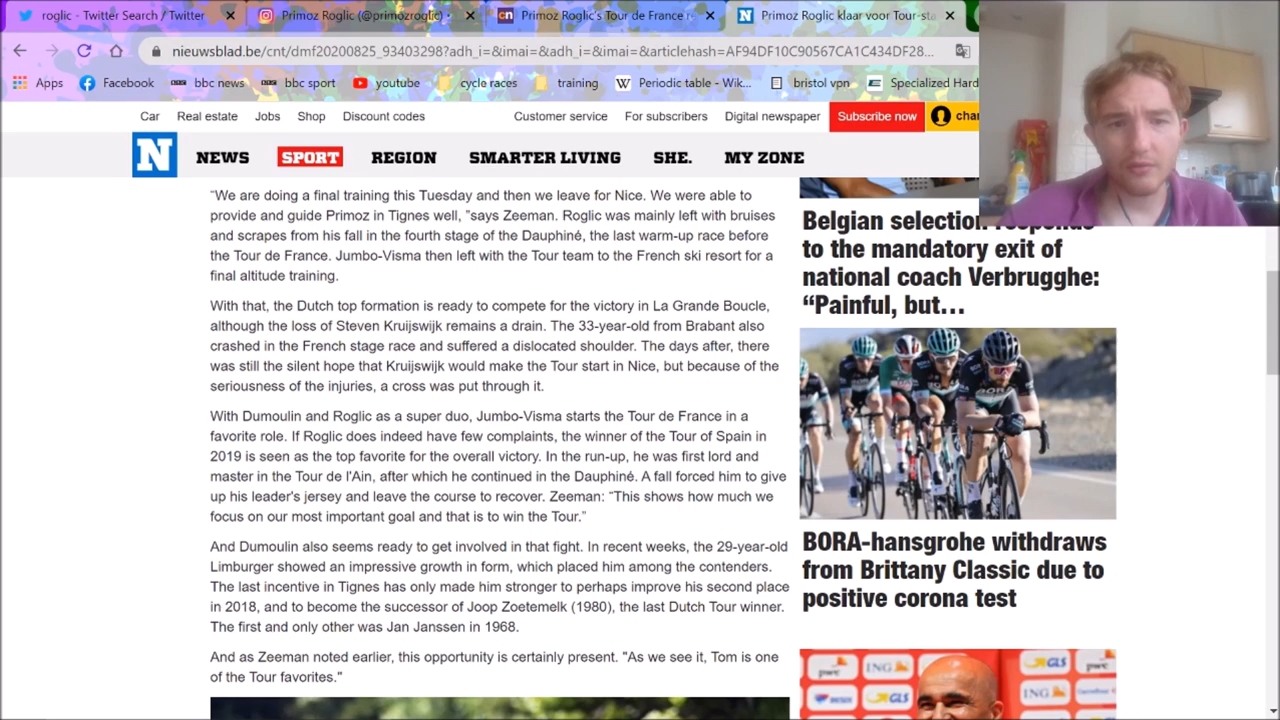 roglic - Twitter Search / Twitter
Primoz Roglic (@primozroglic)
Primoz Roglic's Tour de France r
Primoz Roglic klaar voor Tour-sta
nieuwsblad.be/cnt/dmf20200825_93403298?adh_i=&imai=&adh_i=&imai=&articlehash=AF94DF10C90567CA1C434DF28...
Apps Facebook bbc news bbc sport youtube cycle races training Periodic table - Wik... bristol vpn Specialized Hard
Car Real estate Jobs Shop Discount codes Customer service For subscribers Digital newspaper Subscribe now
N NEWS SPORT REGION SMARTER LIVING SHE. MY ZONE
"We are doing a final training this Tuesday and then we leave for Nice. We were able to
provide and guide Primoz in Tignes well, "says Zeeman. Roglic was mainly left with bruises
and scrapes from his fall in the fourth stage of the Dauphiné, the last warm-up race before
the Tour de France. Jumbo-Visma then left with the Tour team to the French ski resort for a
final altitude training.
With that, the Dutch top formation is ready to compete for the victory in La Grande Boucle,
although the loss of Steven Kruijswijk remains a drain. The 33-year-old from Brabant also
crashed in the French stage race and suffered a dislocated shoulder. The days after, there
was still the silent hope that Kruijswijk would make the Tour start in Nice, but because of the
seriousness of the injuries, a cross was put through it.
With Dumoulin and Roglic as a super duo, Jumbo-Visma starts the Tour de France in a
favorite role. If Roglic does indeed have few complaints, the winner of the Tour of Spain in
2019 is seen as the top favorite for the overall victory. In the run-up, he was first lord and
master in the Tour de l'Ain, after which he continued in the Dauphiné. A fall forced him to give
up his leader's jersey and leave the course to recover. Zeeman: "This shows how much we
focus on our most important goal and that is to win the Tour."
And Dumoulin also seems ready to get involved in that fight. In recent weeks, the 29-year-old
Limburger showed an impressive growth in form, which placed him among the contenders.
The last incentive in Tignes has only made him stronger to perhaps improve his second place
in 2018, and to become the successor of Joop Zoetemelk (1980), the last Dutch Tour winner.
The first and only other was Jan Janssen in 1968.
And as Zeeman noted earlier, this opportunity is certainly present. "As we see it, Tom is one
of the Tour favorites."
Belgian selection
to the mandatory exit of
national coach Verbrugghe:
“Painful, but…
BORA
BORA-hansgrohe withdraws
from Brittany Classic due to
positive corona test
pwc ING GLS pwc
GLS ING